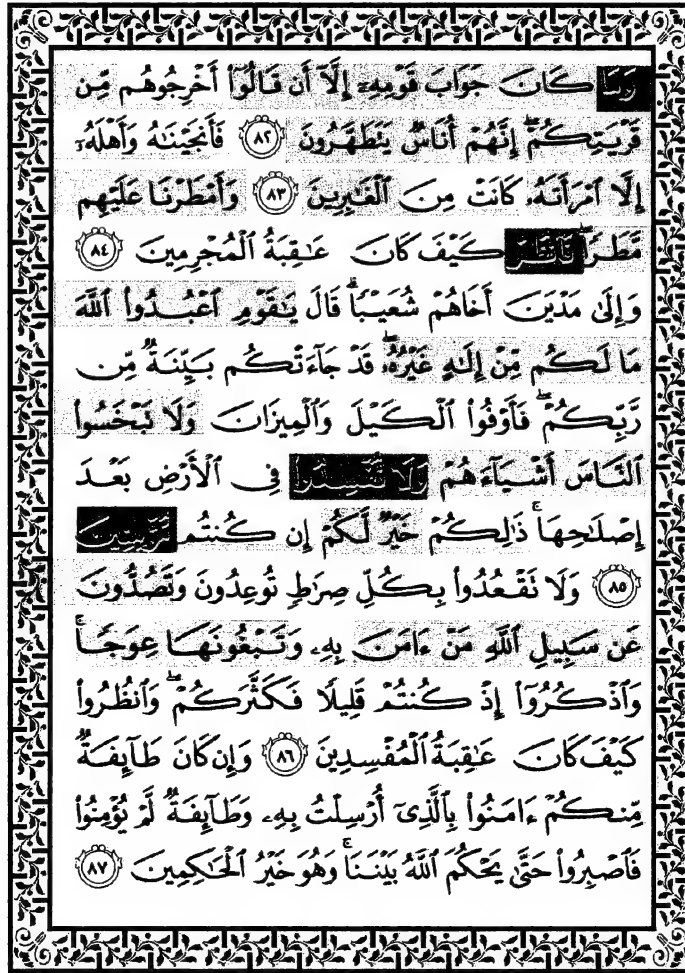 وَمَا كَانَ جَوَابَ قَوْمِهِۦٓ إِلَّآ أَن قَالُوٓا۟ أَخْرِجُوهُم مِّن
قَرْيَتِكُمْ ۖ إِنَّهُمْ أُنَاسٌ يَتَطَهَّرُونَ ﴿٨٢﴾ فَأَنجَيْنَٰهُ وَأَهْلَهُۥٓ
إِلَّا ٱمْرَأَتَهُۥ كَانَتْ مِنَ ٱلْغَٰبِرِينَ ﴿٨٣﴾ وَأَمْطَرْنَا عَلَيْهِم
مَّطَرًا ۖ فَٱنظُرْ كَيْفَ كَانَ عَٰقِبَةُ ٱلْمُجْرِمِينَ ﴿٨٤﴾
وَإِلَىٰ مَدْيَنَ أَخَاهُمْ شُعَيْبًا ۗ قَالَ يَٰقَوْمِ ٱعْبُدُوا۟ ٱللَّهَ
مَا لَكُم مِّنْ إِلَٰهٍ غَيْرُهُۥ ۖ قَدْ جَآءَتْكُم بَيِّنَةٌ مِّن
رَّبِّكُمْ ۖ فَأَوْفُوا۟ ٱلْكَيْلَ وَٱلْمِيزَانَ وَلَا تَبْخَسُوا۟
ٱلنَّاسَ أَشْيَآءَهُمْ وَلَا تُفْسِدُوا۟ فِى ٱلْأَرْضِ بَعْدَ
إِصْلَٰحِهَا ۚ ذَٰلِكُمْ خَيْرٌ لَّكُمْ إِن كُنتُم مُّؤْمِنِينَ
﴿٨٥﴾ وَلَا تَقْعُدُوا۟ بِكُلِّ صِرَٰطٍ تُوعِدُونَ وَتَصُدُّونَ
عَن سَبِيلِ ٱللَّهِ مَنْ ءَامَنَ بِهِۦ وَتَبْغُونَهَا عِوَجًا ۚ
وَٱذْكُرُوٓا۟ إِذْ كُنتُمْ قَلِيلًا فَكَثَّرَكُمْ ۖ وَٱنظُرُوا۟
كَيْفَ كَانَ عَٰقِبَةُ ٱلْمُفْسِدِينَ ﴿٨٦﴾ وَإِن كَانَ طَآئِفَةٌ
مِّنكُمْ ءَامَنُوا۟ بِٱلَّذِىٓ أُرْسِلْتُ بِهِۦ وَطَآئِفَةٌ لَّمْ يُؤْمِنُوا۟
فَٱصْبِرُوا۟ حَتَّىٰ يَحْكُمَ ٱللَّهُ بَيْنَنَا ۚ وَهُوَ خَيْرُ ٱلْحَٰكِمِينَ ﴿٨٧﴾